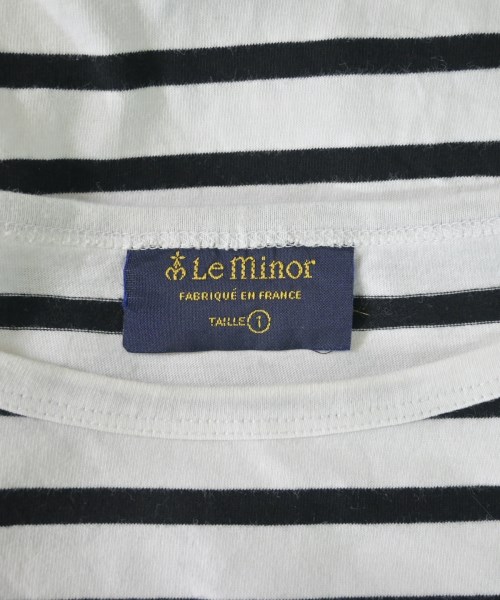 Le Minor
FABRIQUÉ EN FRANCE
TAILLE 1